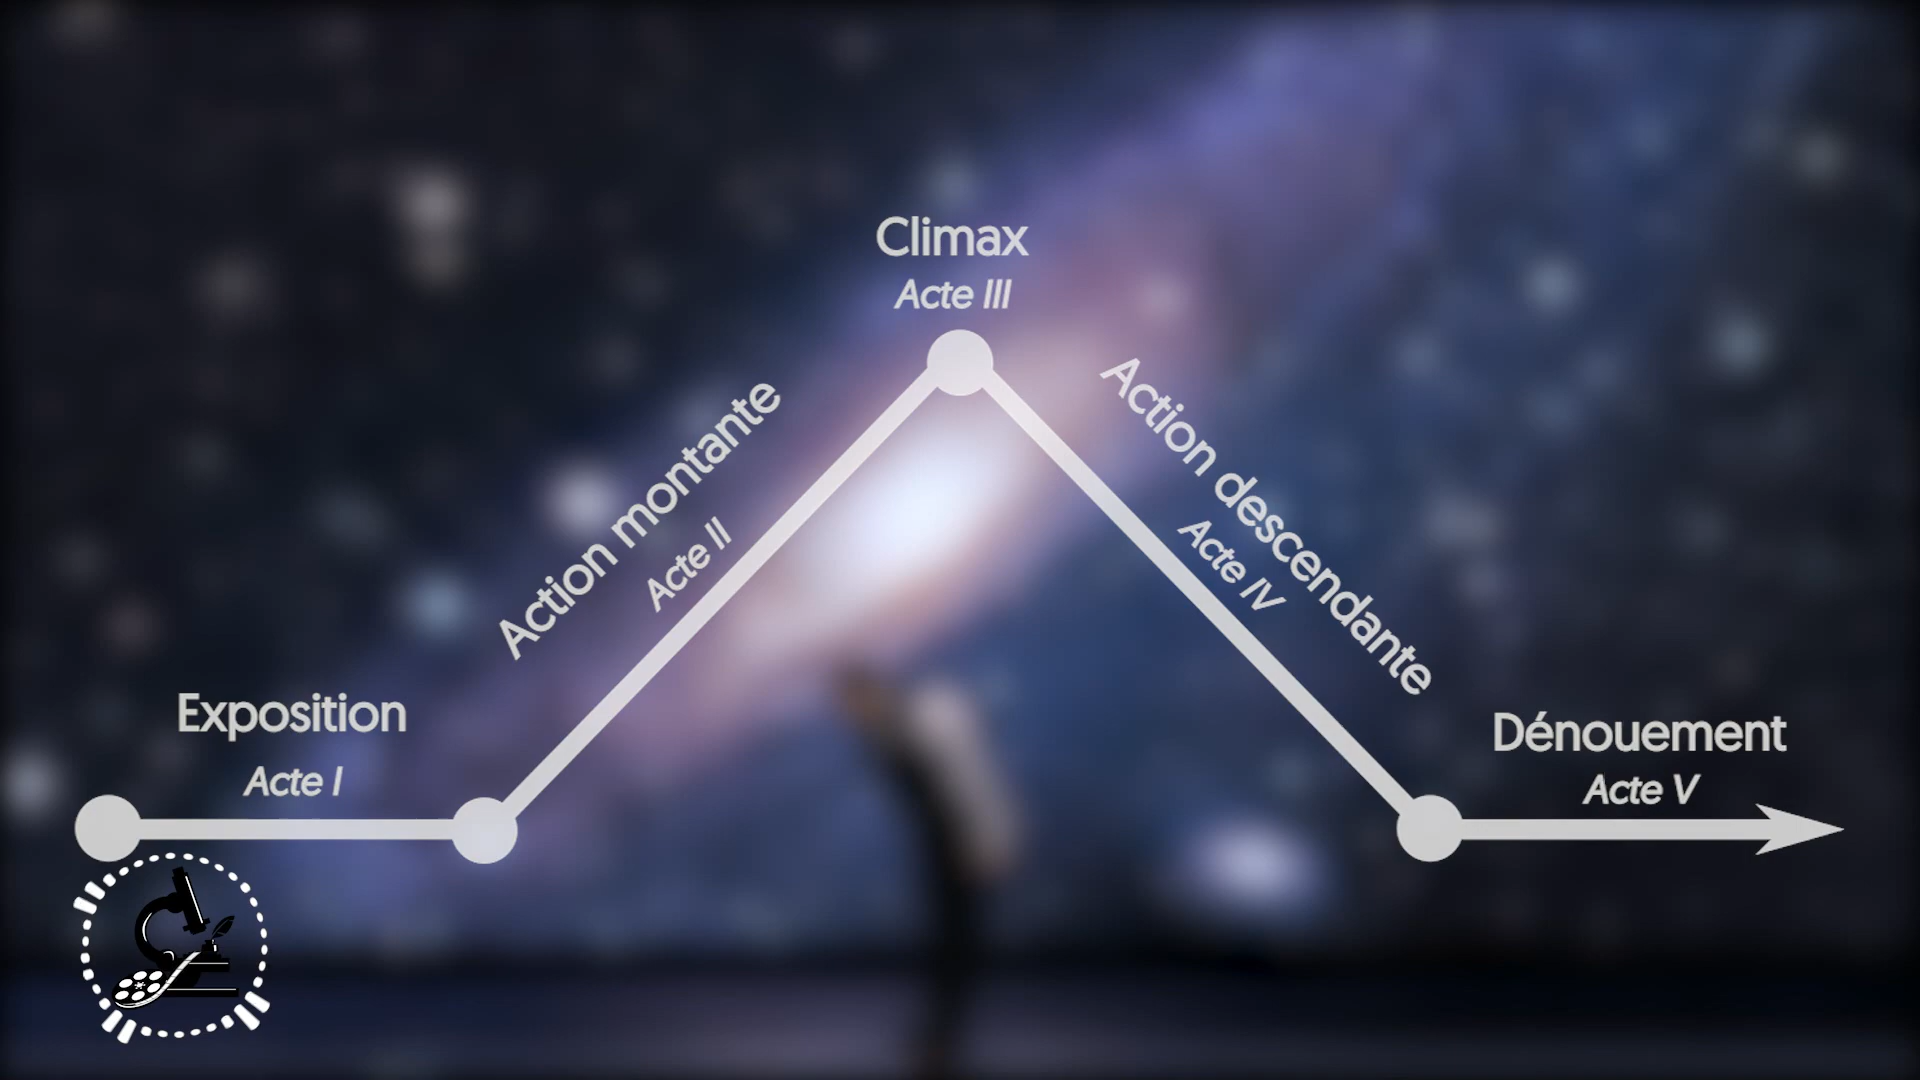 Climax
Acte III
Action montante
Acte II
Action descendante
Acte IV
Exposition
Acte I
Dénouement
Acte V